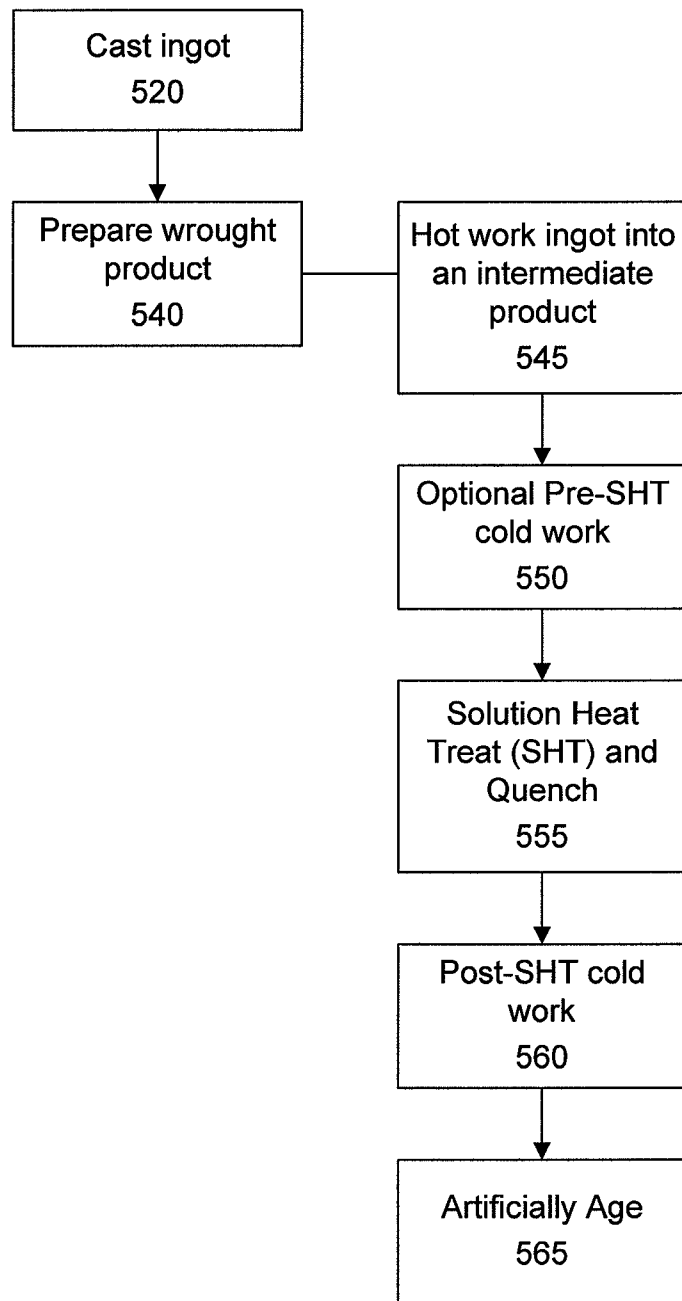 Cast ingot
520
Prepare wrought
product
540
Hot work ingot into
an intermediate
product
545
Optional Pre-SHT
cold work
550
Solution Heat
Treat (SHT) and
Quench
555
Post-SHT cold
work
560
Artificially Age
565